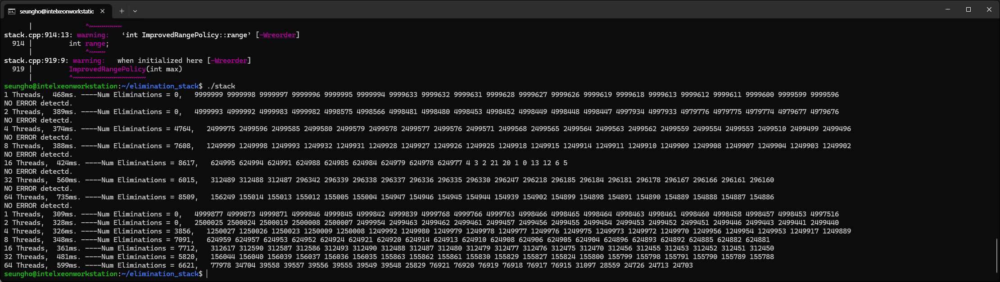 seungho@intelxeonworkstatic
| ^~~~~~~~~
stack.cpp:914:13: warning:   ‘int ImprovedRangePolicy::range’ [-Wreorder]
914 |         int range;
| ^~~~~
stack.cpp:919:9: warning:   when initialized here [-Wreorder]
919 |         ImprovedRangePolicy(int max)
| ^~~~~~~~~~~~~~~~~~~
seungho@intelxeonworkstation:~/elimination_stack$ ./stack
1 Threads,  468ms. ----Num Eliminations = 0,   9999999 9999998 9999997 9999996 9999995 9999994 9999633 9999632 9999631 9999628 9999627 9999626 9999619 9999618 9999613 9999612 9999611 9999600 9999599 9999596
NO ERROR detectd.
2 Threads,  389ms. ----Num Eliminations = 0,   4999993 4999992 4999983 4999982 4998575 4998566 4998481 4998480 4998453 4998452 4998449 4998448 4998447 4997934 4997933 4979776 4979775 4979774 4979677 4979676
NO ERROR detectd.
4 Threads,  374ms. ----Num Eliminations = 4764,   2499975 2499596 2499585 2499580 2499579 2499578 2499577 2499576 2499571 2499568 2499565 2499564 2499563 2499562 2499559 2499554 2499553 2499510 2499499 2499496
NO ERROR detectd.
8 Threads,  388ms. ----Num Eliminations = 7608,   1249999 1249998 1249993 1249932 1249931 1249928 1249927 1249926 1249925 1249918 1249915 1249914 1249911 1249910 1249909 1249908 1249907 1249904 1249903 1249902
NO ERROR detectd.
16 Threads,  424ms. ----Num Eliminations = 8617,   624995 624994 624991 624988 624985 624984 624979 624978 624977 4 3 2 21 20 1 0 13 12 6 5
NO ERROR detectd.
32 Threads,  560ms. ----Num Eliminations = 6015,   312489 312488 312487 296342 296339 296338 296337 296336 296335 296330 296247 296218 296185 296184 296181 296178 296167 296166 296161 296160
NO ERROR detectd.
64 Threads,  735ms. ----Num Eliminations = 8509,   156249 155014 155013 155012 155005 155004 154947 154946 154945 154944 154939 154902 154899 154898 154891 154890 154889 154888 154887 154886
NO ERROR detectd.
1 Threads,  309ms. ----Num Eliminations = 0,   4999877 4999873 4999871 4999846 4999845 4999842 4999839 4999768 4999766 4999763 4998466 4998465 4998464 4998463 4998461 4998460 4998458 4998457 4998453 4997516
2 Threads,  328ms. ----Num Eliminations = 0,   2500025 2500024 2500019 2500008 2500007 2499954 2499463 2499462 2499461 2499457 2499456 2499455 2499454 2499453 2499452 2499451 2499446 2499443 2499441 2499440
4 Threads,  326ms. ----Num Eliminations = 3856,   1250027 1250026 1250023 1250009 1250008 1249992 1249980 1249979 1249978 1249977 1249976 1249975 1249973 1249972 1249970 1249956 1249954 1249953 1249917 1249889
8 Threads,  348ms. ----Num Eliminations = 7091,   624959 624957 624953 624952 624924 624921 624920 624914 624913 624910 624908 624906 624905 624904 624896 624893 624892 624885 624882 624881
16 Threads,  361ms. ----Num Eliminations = 7712,   312617 312590 312587 312586 312493 312490 312488 312487 312480 312479 312477 312476 312475 312470 312456 312455 312453 312452 312451 312450
32 Threads,  481ms. ----Num Eliminations = 5820,   156044 156040 156039 156037 156036 156035 155863 155862 155861 155830 155829 155827 155824 155800 155799 155798 155791 155790 155789 155788
64 Threads,  599ms. ----Num Eliminations = 6621,   77978 34704 39558 39557 39556 39555 39549 39548 25829 76921 76920 76919 76918 76917 76915 31097 28559 24726 24713 24703
seungho@intelxeonworkstation:~/elimination_stack$